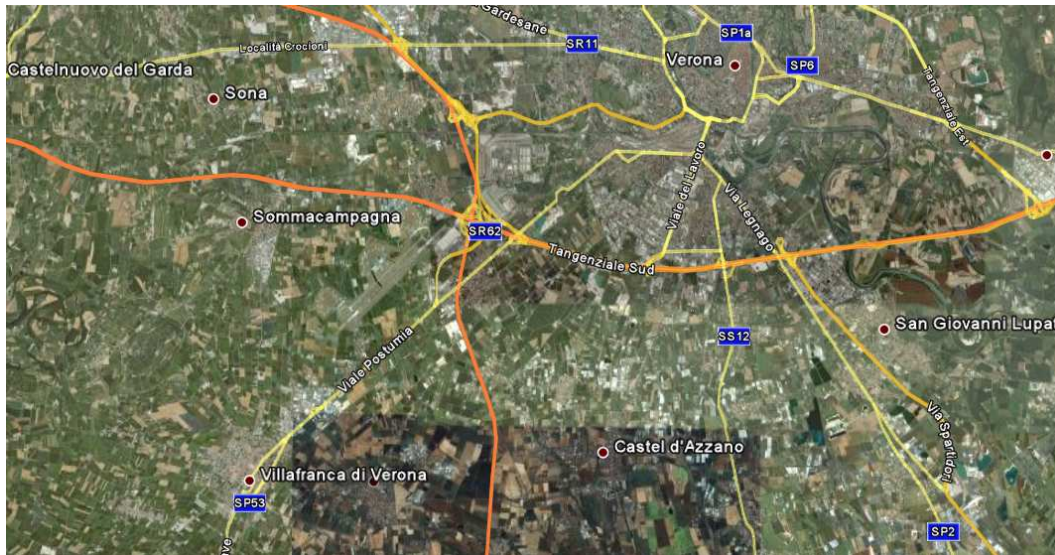 Gardesane
SP1a
Località Crocioni
SR11
Verona
SP6
Castelnuovo del Garda
Sona
Tangenziale Est
Viale del Lavoro
Via Legnago
Sommacampagna
SR62
Tangenziale Sud
San Giovanni Lupat
SS12
Viale Postumia
Via Spartidori
Castel d'Azzano
Villafranca di Verona
SP53
SP2